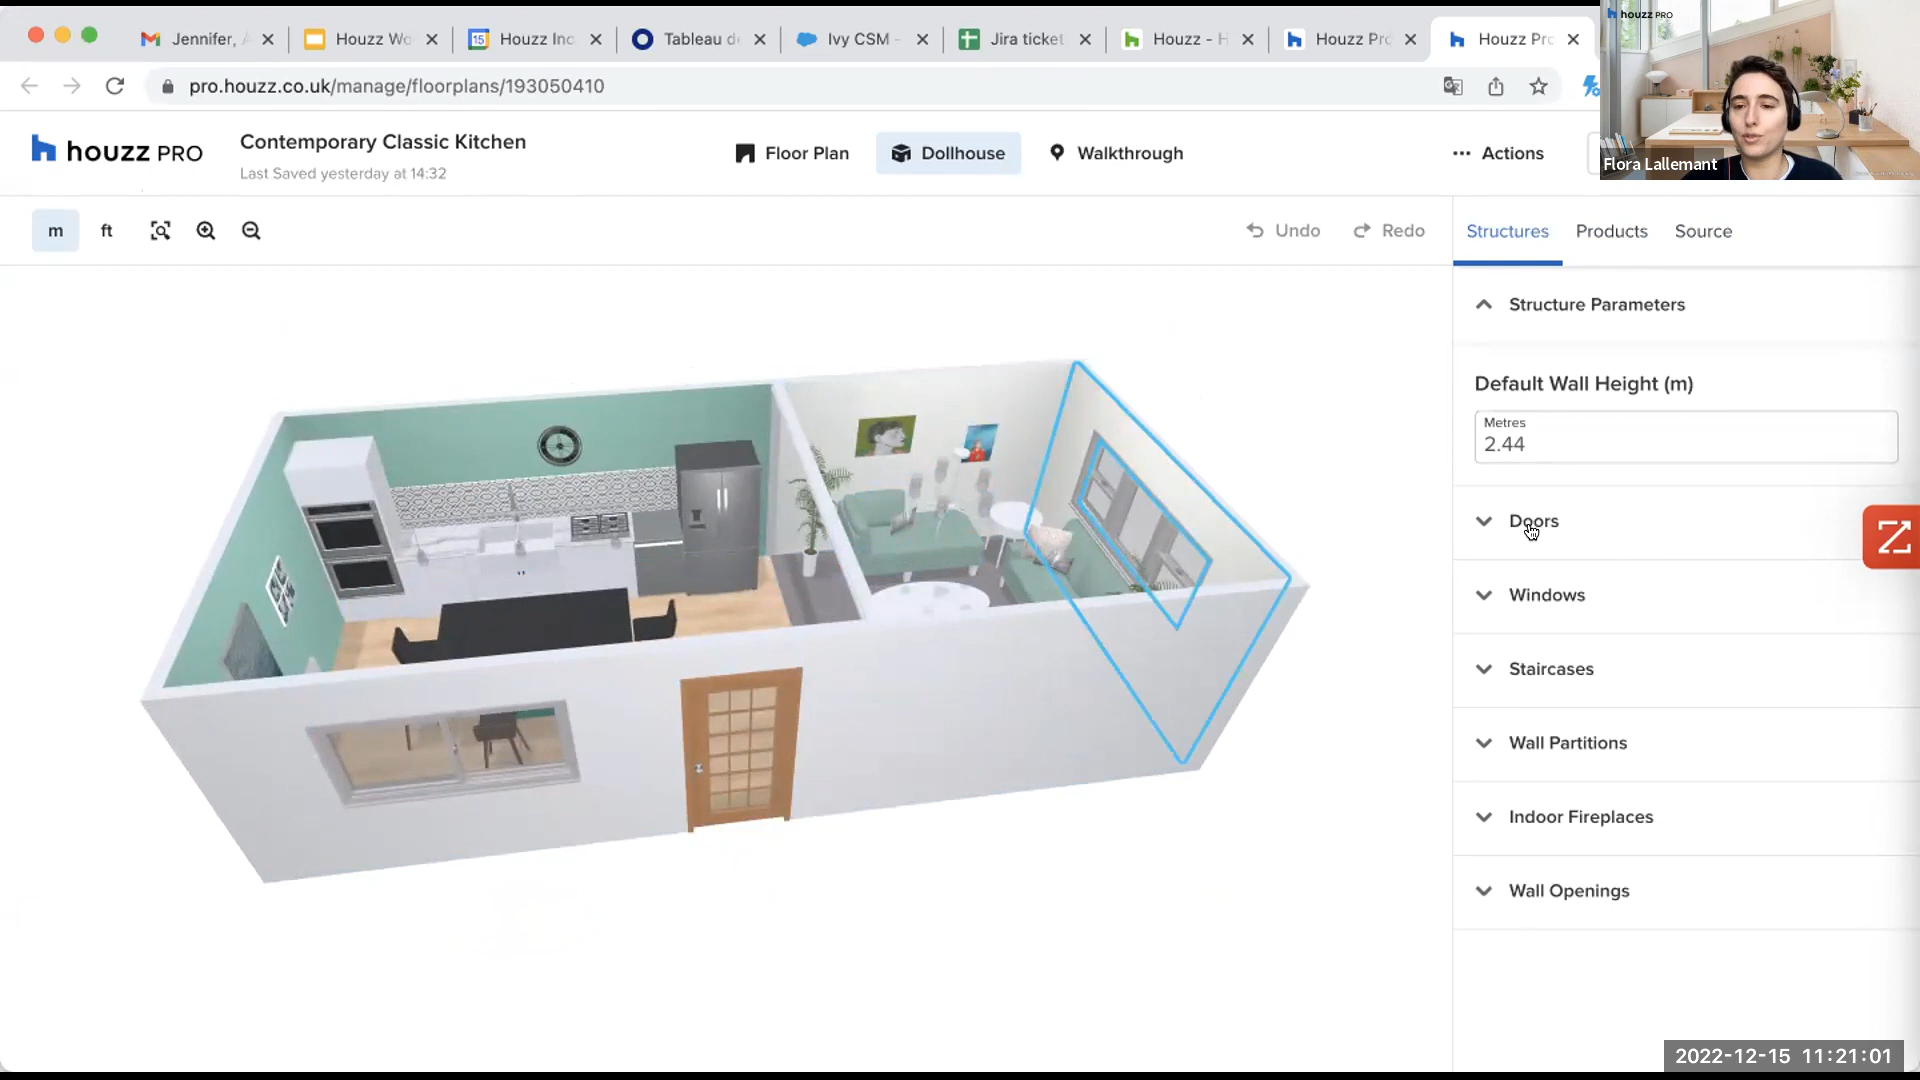 Jennifer,
Houzz Wo
15
Houzz Inc
Tableau d
Ivy CSM -
Jira ticket
Houzz - H
Houzz Pro
Houzz Pro
houzz PRO
pro.houzz.co.uk/manage/floorplans/193050410
Flora Lallemant
houzz PRO
Contemporary Classic Kitchen
Last Saved yesterday at 14:32
Floor Plan
Dollhouse
Walkthrough
Actions
m
ft
Undo
Redo
Structures
Products
Source
Structure Parameters
Default Wall Height (m)
Metres
2.44
Doors
Windows
Staircases
Wall Partitions
Indoor Fireplaces
Wall Openings
2022-12-15 11:21:01